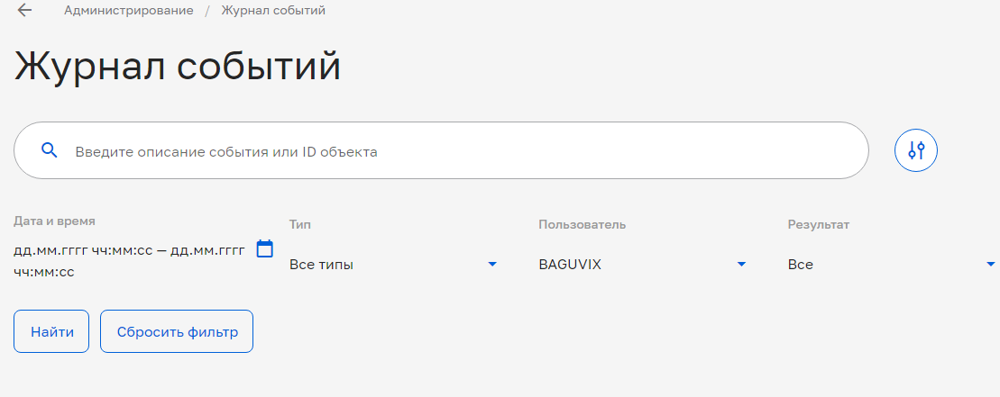 Администрирование / Журнал событий
Журнал событий
Введите описание события или ID объекта
Дата и время
дд.мм.гггг чч:мм:сс — дд.мм.гггг
чч:мм:сс
Тип
Все типы
Пользователь
BAGUVIX
Результат
Все
Найти
Сбросить фильтр